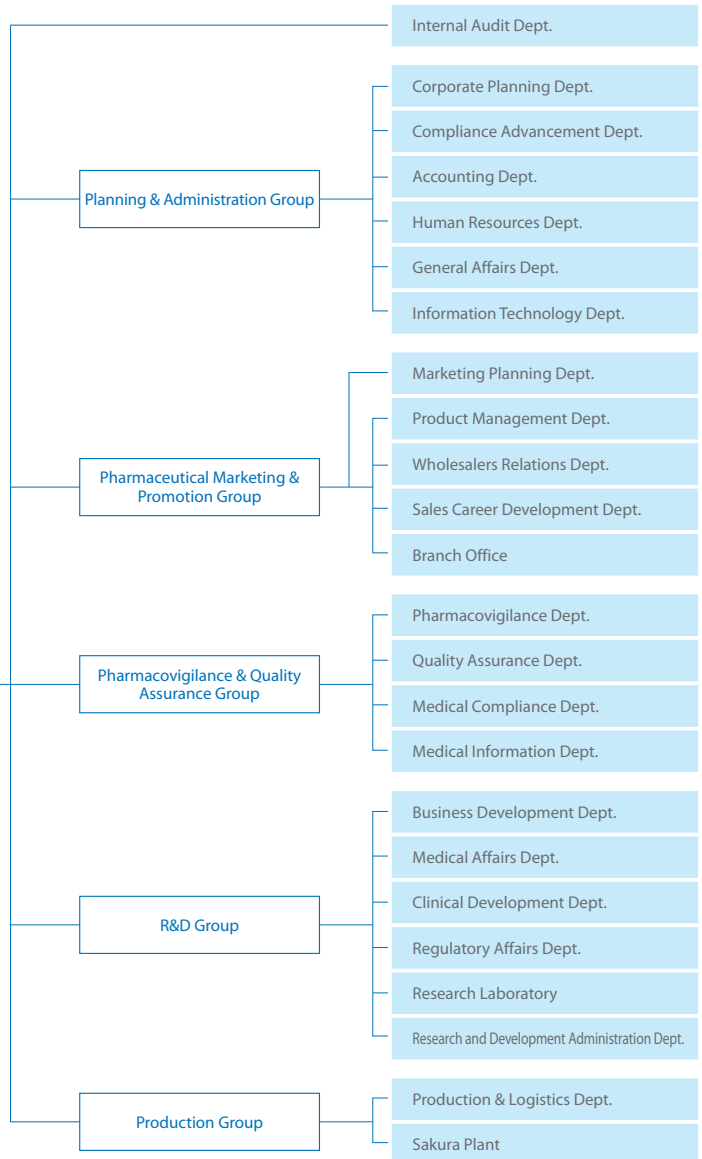 Internal Audit Dept.
Planning & Administration Group
Corporate Planning Dept.
Compliance Advancement Dept.
Accounting Dept.
Human Resources Dept.
General Affairs Dept.
Information Technology Dept.
Pharmaceutical Marketing &
Promotion Group
Marketing Planning Dept.
Product Management Dept.
Wholesalers Relations Dept.
Sales Career Development Dept.
Branch Office
Pharmacovigilance & Quality
Assurance Group
Pharmacovigilance Dept.
Quality Assurance Dept.
Medical Compliance Dept.
Medical Information Dept.
R&D Group
Business Development Dept.
Medical Affairs Dept.
Clinical Development Dept.
Regulatory Affairs Dept.
Research Laboratory
Research and Development Administration Dept.
Production Group
Production & Logistics Dept.
Sakura Plant